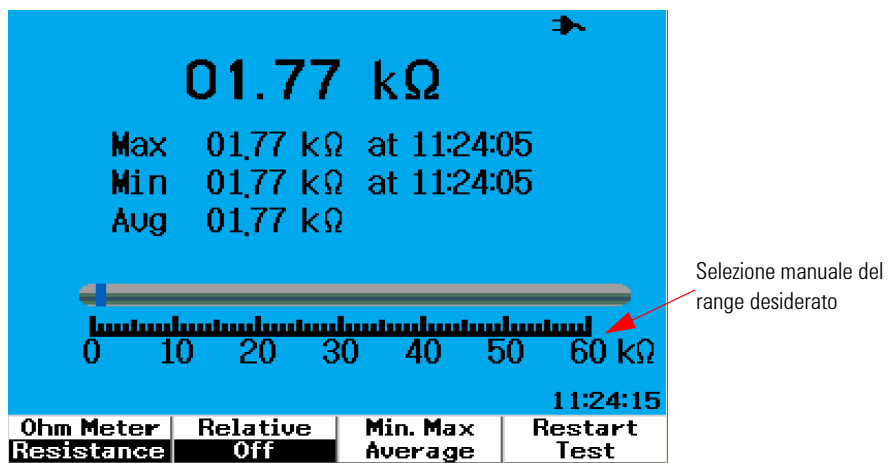 01.77 kΩ
Max 01.77 kΩ at 11:24:05
Min 01.77 kΩ at 11:24:05
Avg 01.77 kΩ
Selezione manuale del
range desiderato
0 10 20 30 40 50 60 kΩ
11:24:15
Ohm Meter Relative Min. Max Restart
Resistance Off Average Test